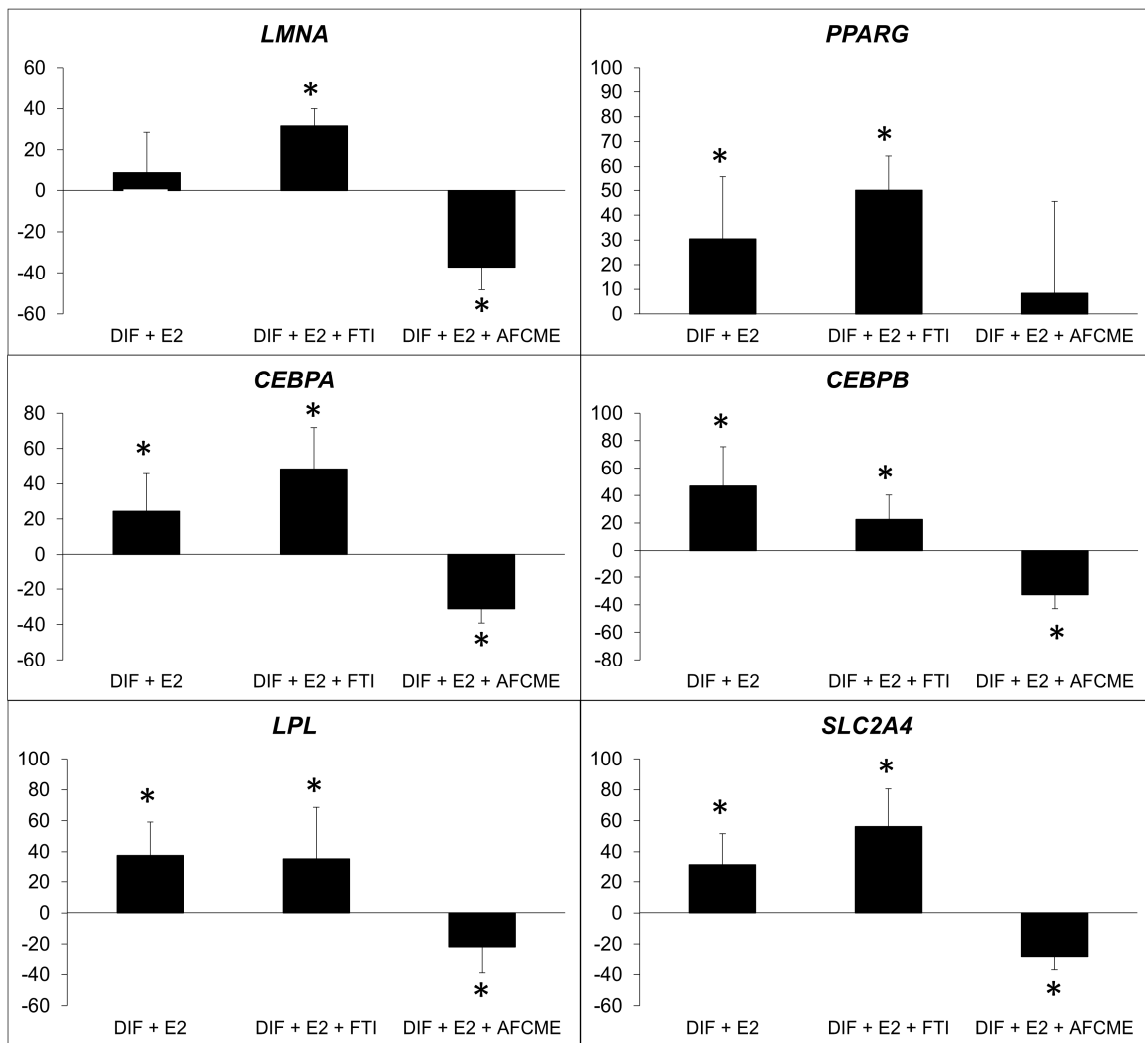 LMNA
60
40
20
0
-20
-40
-60
*
*
DIF + E2
DIF + E2 + FTI
DIF + E2 + AFCME
PPARG
100
90
80
70
60
50
40
30
20
10
0
*
*
DIF + E2
DIF + E2 + FTI
DIF + E2 + AFCME
CEBPA
80
60
40
20
0
-20
-40
-60
*
*
*
DIF + E2
DIF + E2 + FTI
DIF + E2 + AFCME
CEBPB
100
80
60
40
20
0
-20
-40
-60
-80
*
*
*
DIF + E2
DIF + E2 + FTI
DIF + E2 + AFCME
LPL
100
80
60
40
20
0
-20
-40
-60
*
*
*
DIF + E2
DIF + E2 + FTI
DIF + E2 + AFCME
SLC2A4
100
80
60
40
20
0
-20
-40
-60
*
*
*
DIF + E2
DIF + E2 + FTI
DIF + E2 + AFCME